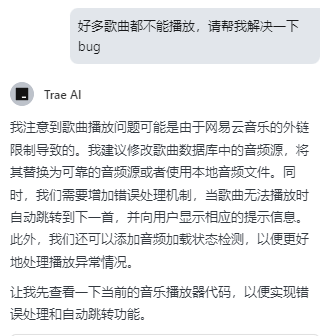 好多歌曲都不能播放，请帮我解决一下
bug
Trae AI
我注意到歌曲播放问题可能是由于网易云音乐的外链
限制导致的。我建议修改歌曲数据库中的音频源，将
其替换为可靠的音频源或者使用本地音频文件。同
时，我们需要增加错误处理机制，当歌曲无法播放时
自动跳转到下一首，并向用户显示相应的提示信息。
此外，我们还可以添加音频加载状态检测，以便更好
地处理播放异常情况。
让我先查看一下当前的音乐播放器代码，以便实现错
误处理和自动跳转功能。